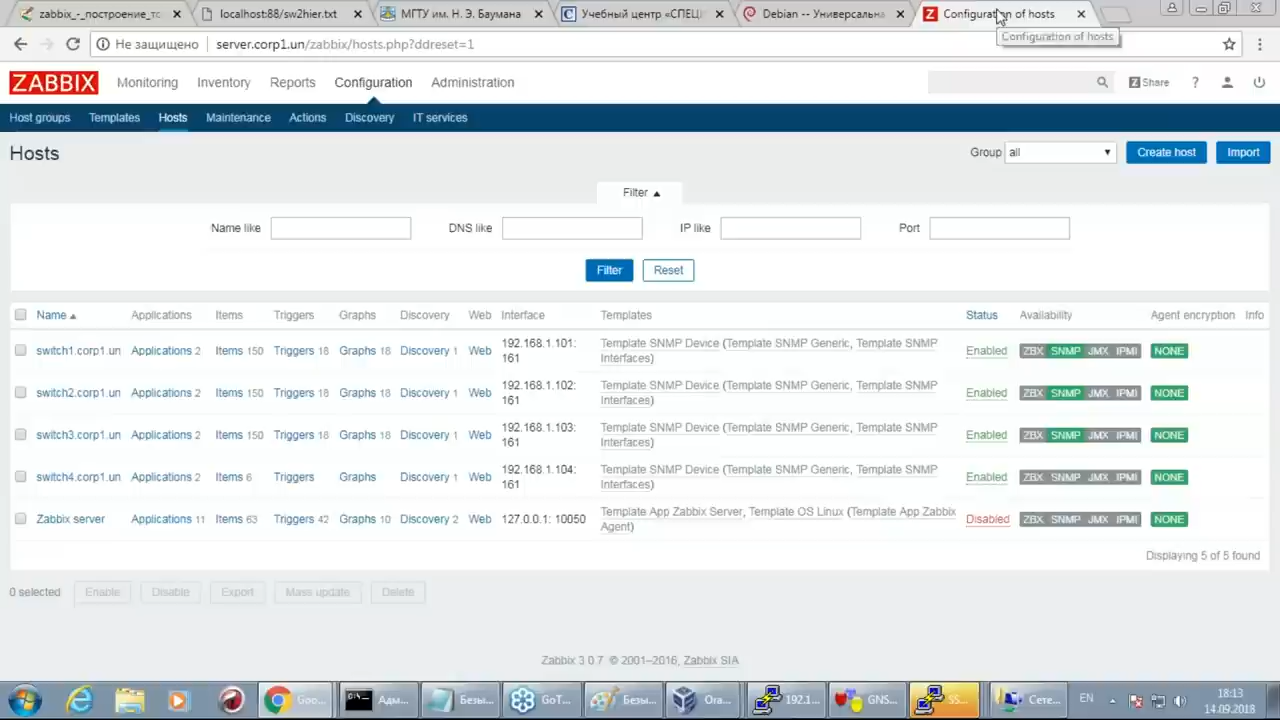 zabbix_-_построение_то
localhost:88/sw2hier.txt
МГТУ им. Н. Э. Баумана
Учебный центр «СПЕЦИ
Debian -- Универсальна
Configuration of hosts
Не защищено
server.corp1.un/zabbix/hosts.php?ddreset=1
Configuration of hosts
ZABBIX Monitoring Inventory Reports Configuration Administration Z Share ?
Host groups Templates Hosts Maintenance Actions Discovery IT services
Hosts Group all Create host Import
Filter
Name like DNS like IP like Port
Filter Reset
Name Applications Items Triggers Graphs Discovery Web Interface Templates Status Availability Agent encryption Info
switch1.corp1.un Applications 2 Items 150 Triggers 18 Graphs 18 Discovery 1 Web 192.168.1.101: 161 Template SNMP Device (Template SNMP Generic, Template SNMP Interfaces) Enabled ZBX SNMP JMX IPMI NONE
switch2.corp1.un Applications 2 Items 150 Triggers 18 Graphs 18 Discovery 1 Web 192.168.1.102: 161 Template SNMP Device (Template SNMP Generic, Template SNMP Interfaces) Enabled ZBX SNMP JMX IPMI NONE
switch3.corp1.un Applications 2 Items 150 Triggers 18 Graphs 18 Discovery 1 Web 192.168.1.103: 161 Template SNMP Device (Template SNMP Generic, Template SNMP Interfaces) Enabled ZBX SNMP JMX IPMI NONE
switch4.corp1.un Applications 2 Items 6 Triggers Graphs Discovery 1 Web 192.168.1.104: 161 Template SNMP Device (Template SNMP Generic, Template SNMP Interfaces) Enabled ZBX SNMP JMX IPMI NONE
Zabbix server Applications 11 Items 63 Triggers 42 Graphs 10 Discovery 2 Web 127.0.0.1: 10050 Template App Zabbix Server, Template OS Linux (Template App Zabbix Agent) Disabled ZBX SNMP JMX IPMI NONE
Displaying 5 of 5 found
0 selected Enable Disable Export Mass update Delete
Zabbix 3.0.7 © 2001–2016, Zabbix SIA
Goo... Адм... Безы... GoT... Безы... Ora... 192.1... GNS... SS... Сете... EN 18:13
14.09.2018